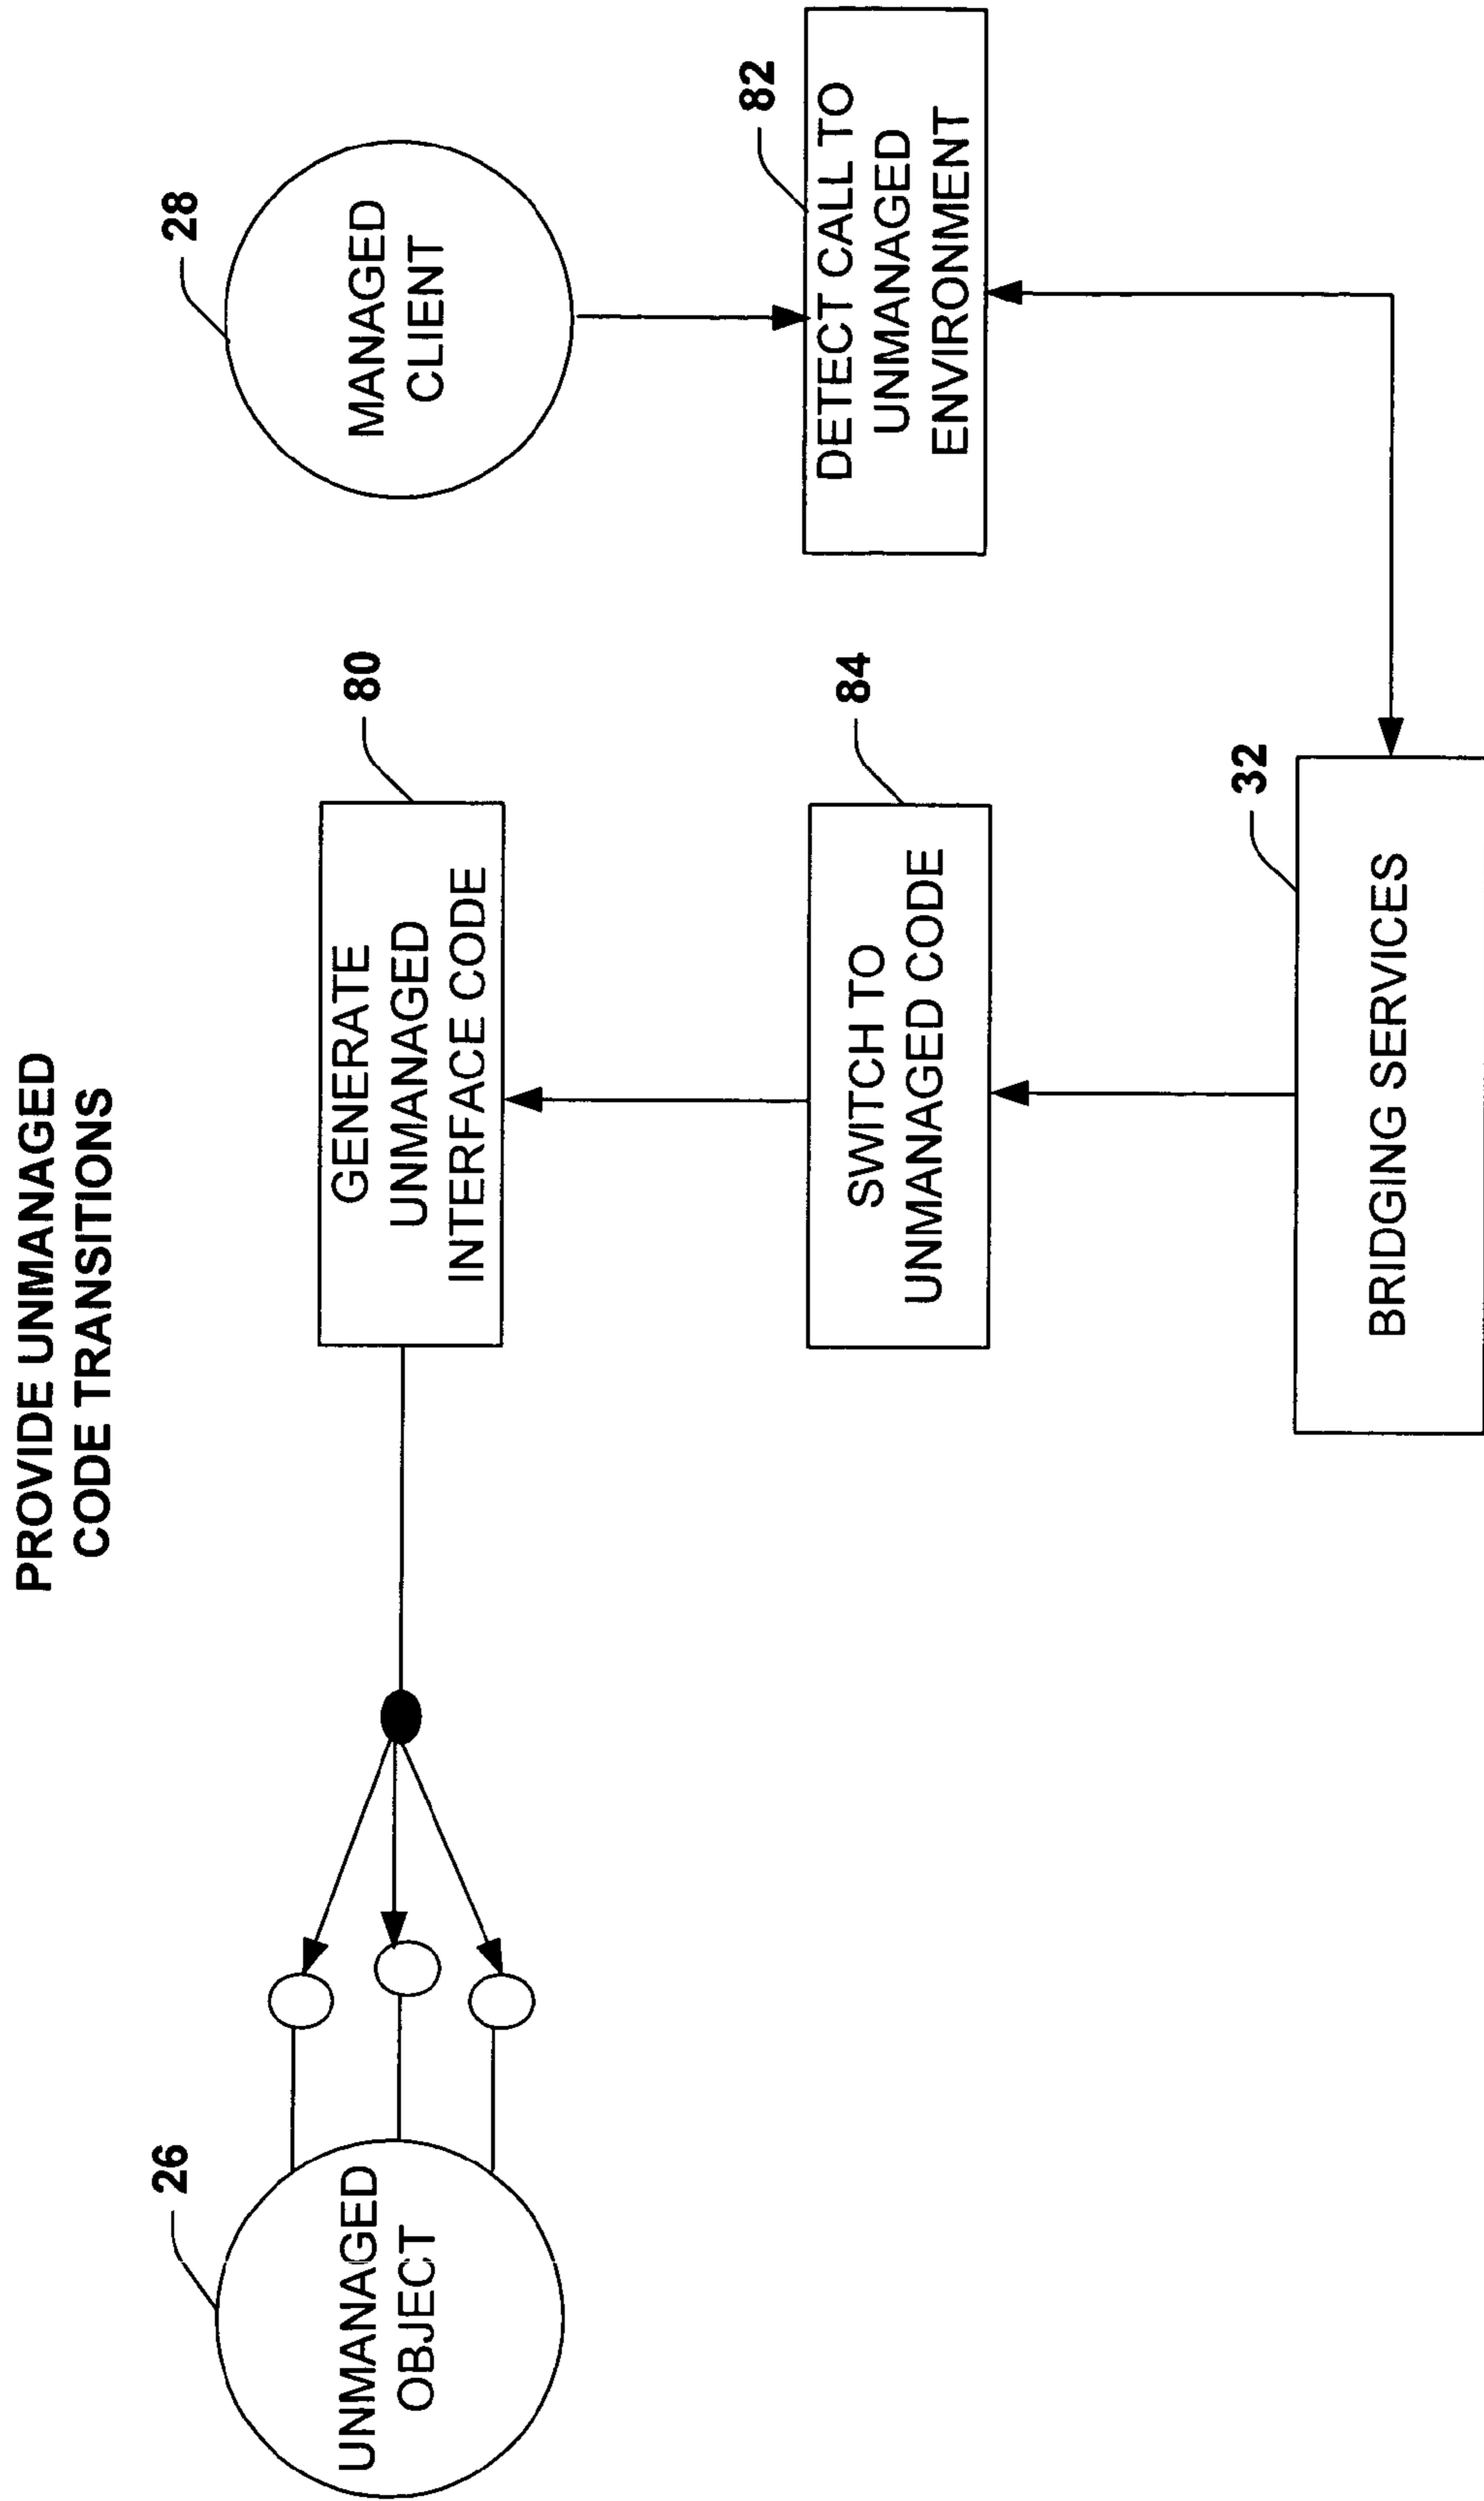 PROVIDE UNMANAGED
CODE TRANSITIONS
26
UNMANAGED
OBJECT
80
GENERATE
UNMANAGED
INTERFACE CODE
28
MANAGED
CLIENT
84
SWITCH TO
UNMANAGED CODE
82
DETECT CALL TO
UNMANAGED
ENVIRONMENT
32
BRIDGING SERVICES